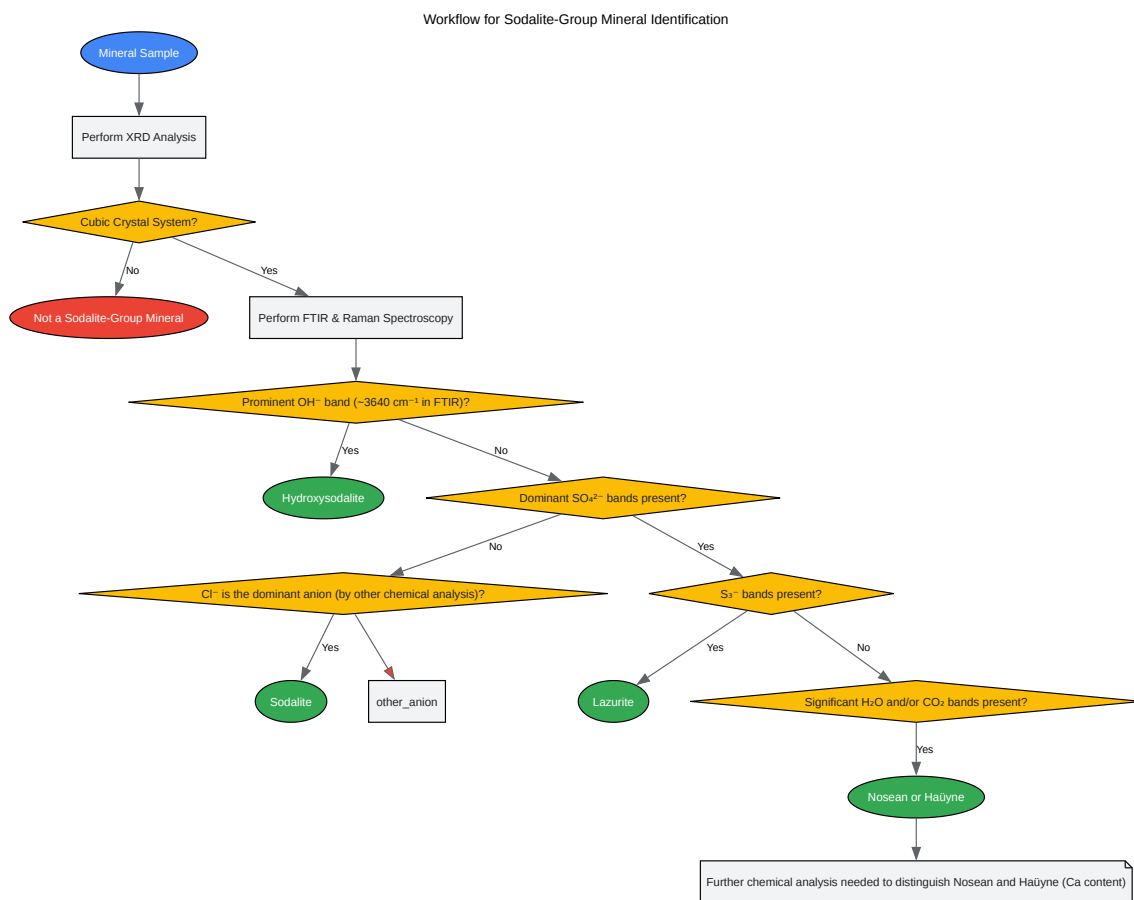 Workflow for Sodalite-Group Mineral Identification
Mineral Sample
Perform XRD Analysis
Cubic Crystal System?
No
Yes
Not a Sodalite-Group Mineral
Perform FTIR & Raman Spectroscopy
Prominent OH⁻ band (~3640 cm⁻¹ in FTIR)?
Yes
No
Hydroxysodalite
Dominant SO₄²⁻ bands present?
No
Yes
Cl⁻ is the dominant anion (by other chemical analysis)?
S₃⁻ bands present?
Yes
Yes
No
Sodalite
other_anion
Lazurite
Significant H₂O and/or CO₂ bands present?
Yes
Nosean or Haüyne
Further chemical analysis needed to distinguish Nosean and Haüyne (Ca content)